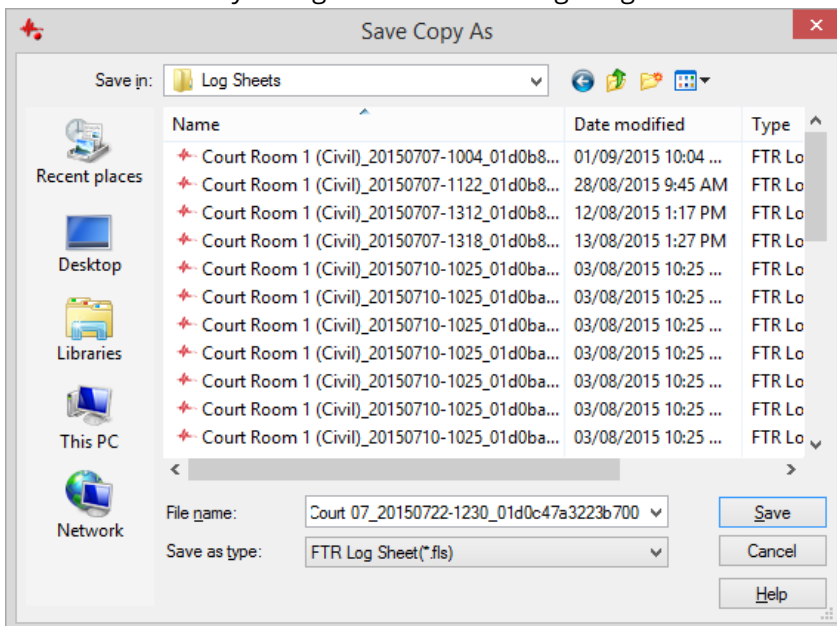 Save Copy As
Save in: Log Sheets
Name Date modified Type
Court Room 1 (Civil)_20150707-1004_01d0b8... 01/09/2015 10:04 ... FTR Lo
Court Room 1 (Civil)_20150707-1122_01d0b8... 28/08/2015 9:45 AM FTR Lo
Court Room 1 (Civil)_20150707-1312_01d0b8... 12/08/2015 1:17 PM FTR Lo
Court Room 1 (Civil)_20150707-1318_01d0b8... 13/08/2015 1:27 PM FTR Lo
Court Room 1 (Civil)_20150710-1025_01d0ba... 03/08/2015 10:25 ... FTR Lo
Court Room 1 (Civil)_20150710-1025_01d0ba... 03/08/2015 10:25 ... FTR Lo
Court Room 1 (Civil)_20150710-1025_01d0ba... 03/08/2015 10:25 ... FTR Lo
Court Room 1 (Civil)_20150710-1025_01d0ba... 03/08/2015 10:25 ... FTR Lo
Court Room 1 (Civil)_20150710-1025_01d0ba... 03/08/2015 10:25 ... FTR Lo
Court Room 1 (Civil)_20150710-1025_01d0ba... 03/08/2015 10:25 ... FTR Lo
Court Room 1 (Civil)_20150710-1025_01d0ba... 03/08/2015 10:25 ... FTR Lo
Recent places
Desktop
Libraries
This PC
Network
File name: Court 07_20150722-1230_01d0c47a3223b700 Save
Save as type: FTR Log Sheet(*.fls) Cancel
Help